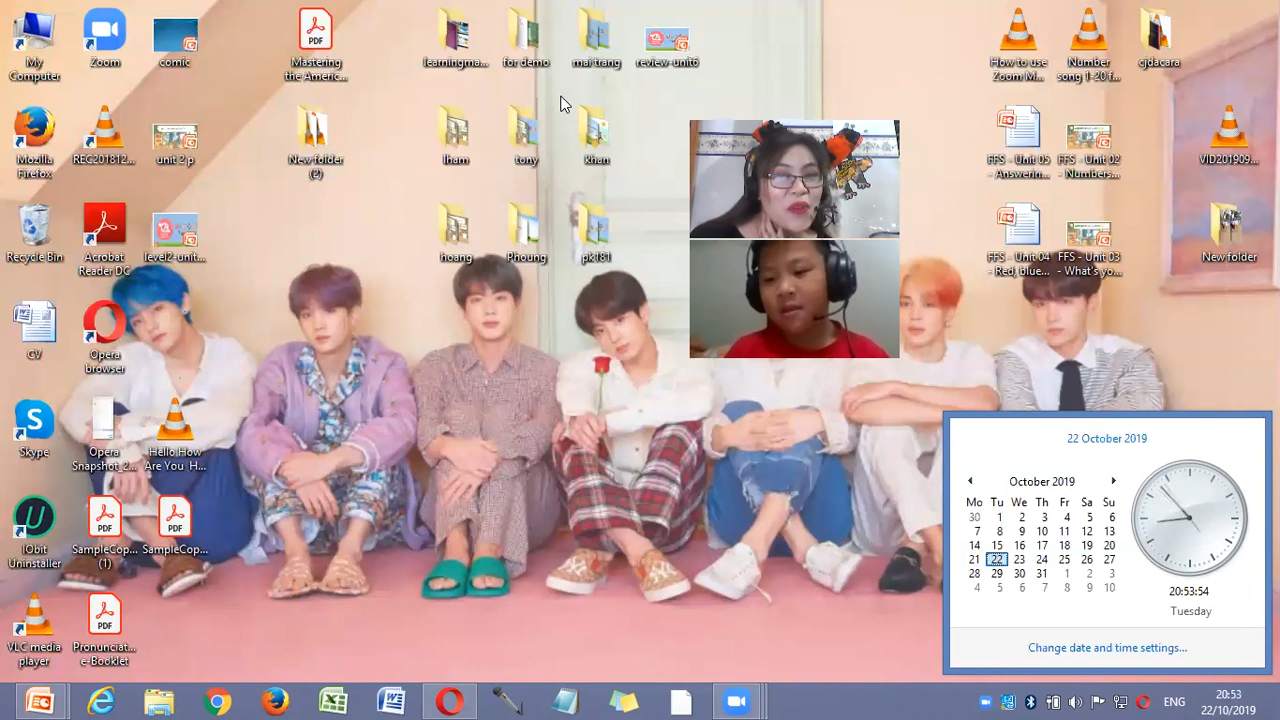 My
Computer
Zoom
comic
Mastering
the Americ...
learningma...
for demo
mai trang
review-unit6
How to use
Zoom M...
Number
song 1-20 f...
cjdacara
Mozilla
Firefox
REC201812...
unit 2 p
New folder
(2)
lham
tony
khan
FFS - Unit 05
- Answerin...
FFS - Unit 02
- Numbers...
VID201909...
Recycle Bin
Acrobat
Reader DC
level2-unit...
hoang
Phoung
pk131
FFS - Unit 04
- Red, blue...
FFS - Unit 03
- What's yo...
New folder
CV
Opera
browser
Skype
Opera
Snapshot_2...
Hello How
Are You H...
IObit
Uninstaller
SampleCop...
(1)
SampleCop...
VLC media
player
Pronunciat...
e-Booklet
22 October 2019
October 2019
Mo Tu We Th Fr Sa Su
30 1 2 3 4 5 6
7 8 9 10 11 12 13
14 15 16 17 18 19 20
21 22 23 24 25 26 27
28 29 30 31 1 2 3
4 5 6 7 8 9 10
20:53:54
Tuesday
Change date and time settings...
ENG
20:53
22/10/2019